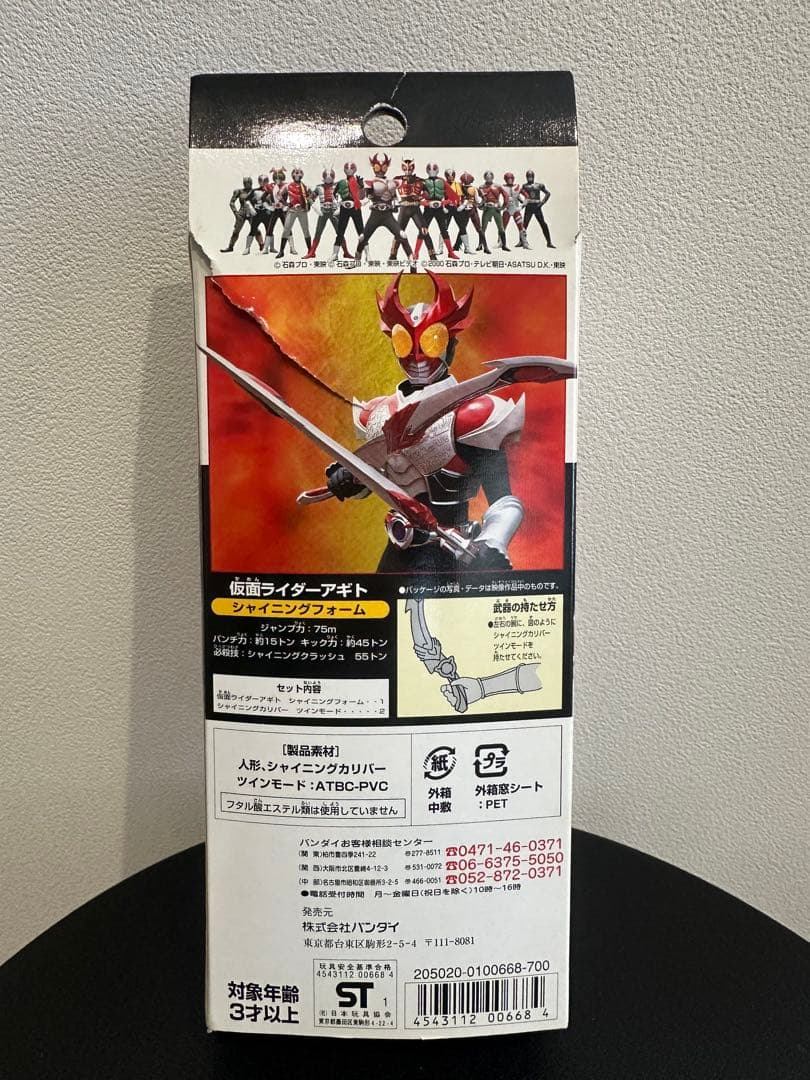 ©石森プロ・東映 ©石森プロ・東映・東映ビデオ ©2000 石森プロ・テレビ朝日・ASATSU D.K.・東映
仮面ライダーアギト
シャイニングフォーム
ジャンプ力：75m
パンチ力：約15トン キック力：約45トン
必殺技：シャイニングクラッシュ 55トン
セット内容
仮面ライダーアギト シャイニングフォーム・・1
シャイニングカリバー ツインモード・・・・・2
●パッケージの写真・データは映像作品中のものです。
武器の持たせ方
●左右の腕に、図のように
シャイニングカリバー
ツインモードを
持たせてください。
[製品素材]
人形、シャイニングカリバー
ツインモード：ATBC-PVC
フタル酸エステル類は使用していません
紙
外箱
中敷
プラ
外箱窓シート
：PET
バンダイお客様相談センター
(関 東)柏市豊四季241-22 〠277-8511 ☎0471-46-0371
(関 西)大阪市北区豊崎4-12-3 〠531-0072 ☎06-6375-5050
(中 部)名古屋市昭和区御器所3-2-5 〠466-0051 ☎052-872-0371
●電話受付時間 月〜金曜日(祝日を除く)10時〜16時
発売元
株式会社バンダイ
東京都台東区駒形2-5-4 〒111-8081
対象年齢
3才以上
玩具安全基準合格
4543112 00668 4
ST 1
(社)日本玩具協会
東京都墨田区東駒形4-22-4
205020-0100668-700
4543112 00668 4